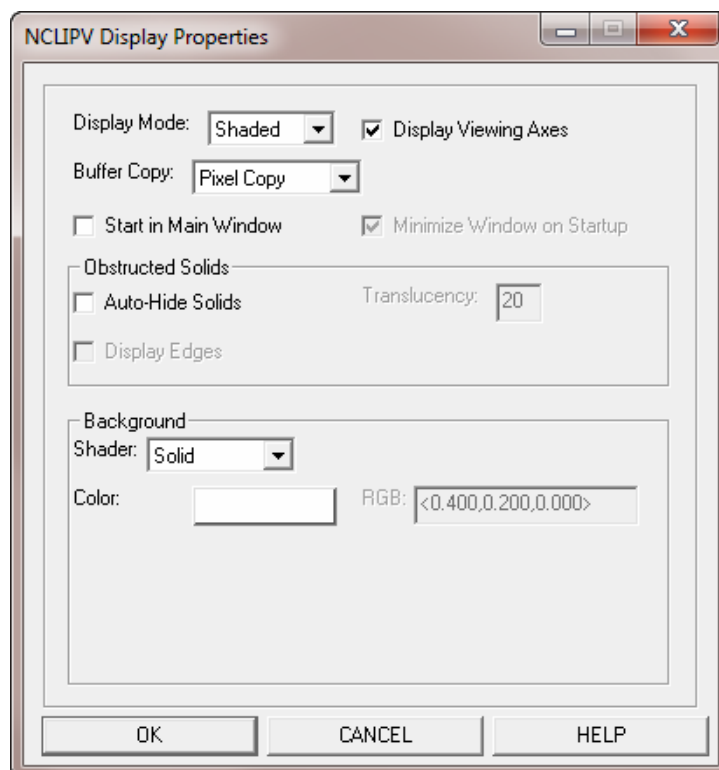 NCLIPV Display Properties
Display Mode: Shaded Display Viewing Axes
Buffer Copy: Pixel Copy
Start in Main Window Minimize Window on Startup
Obstructed Solids
Auto-Hide Solids Translucency: 20
Display Edges
Background
Shader: Solid
Color: RGB: <0.400,0.200,0.000>
OK CANCEL HELP